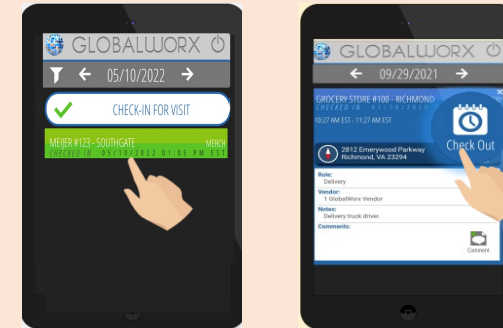 GLOBALWORX
05/10/2022
CHECK-IN FOR VISIT
MEIJER #123 - SOUTHGATE MERCH
CHECKED IN 05/10/2022 01:05 PM EST
GLOBALWORX
09/29/2021
GROCERY STORE #100 - RICHMOND
CHECKED IN
10:27 AM EST - 11:27 AM EST
Check Out
2812 Emerywood Parkway
Richmond, VA 23294
Role:
Delivery
Vendor:
1 GlobalWorx Vendor
Notes:
Delivery truck driver.
Comments:
Comment